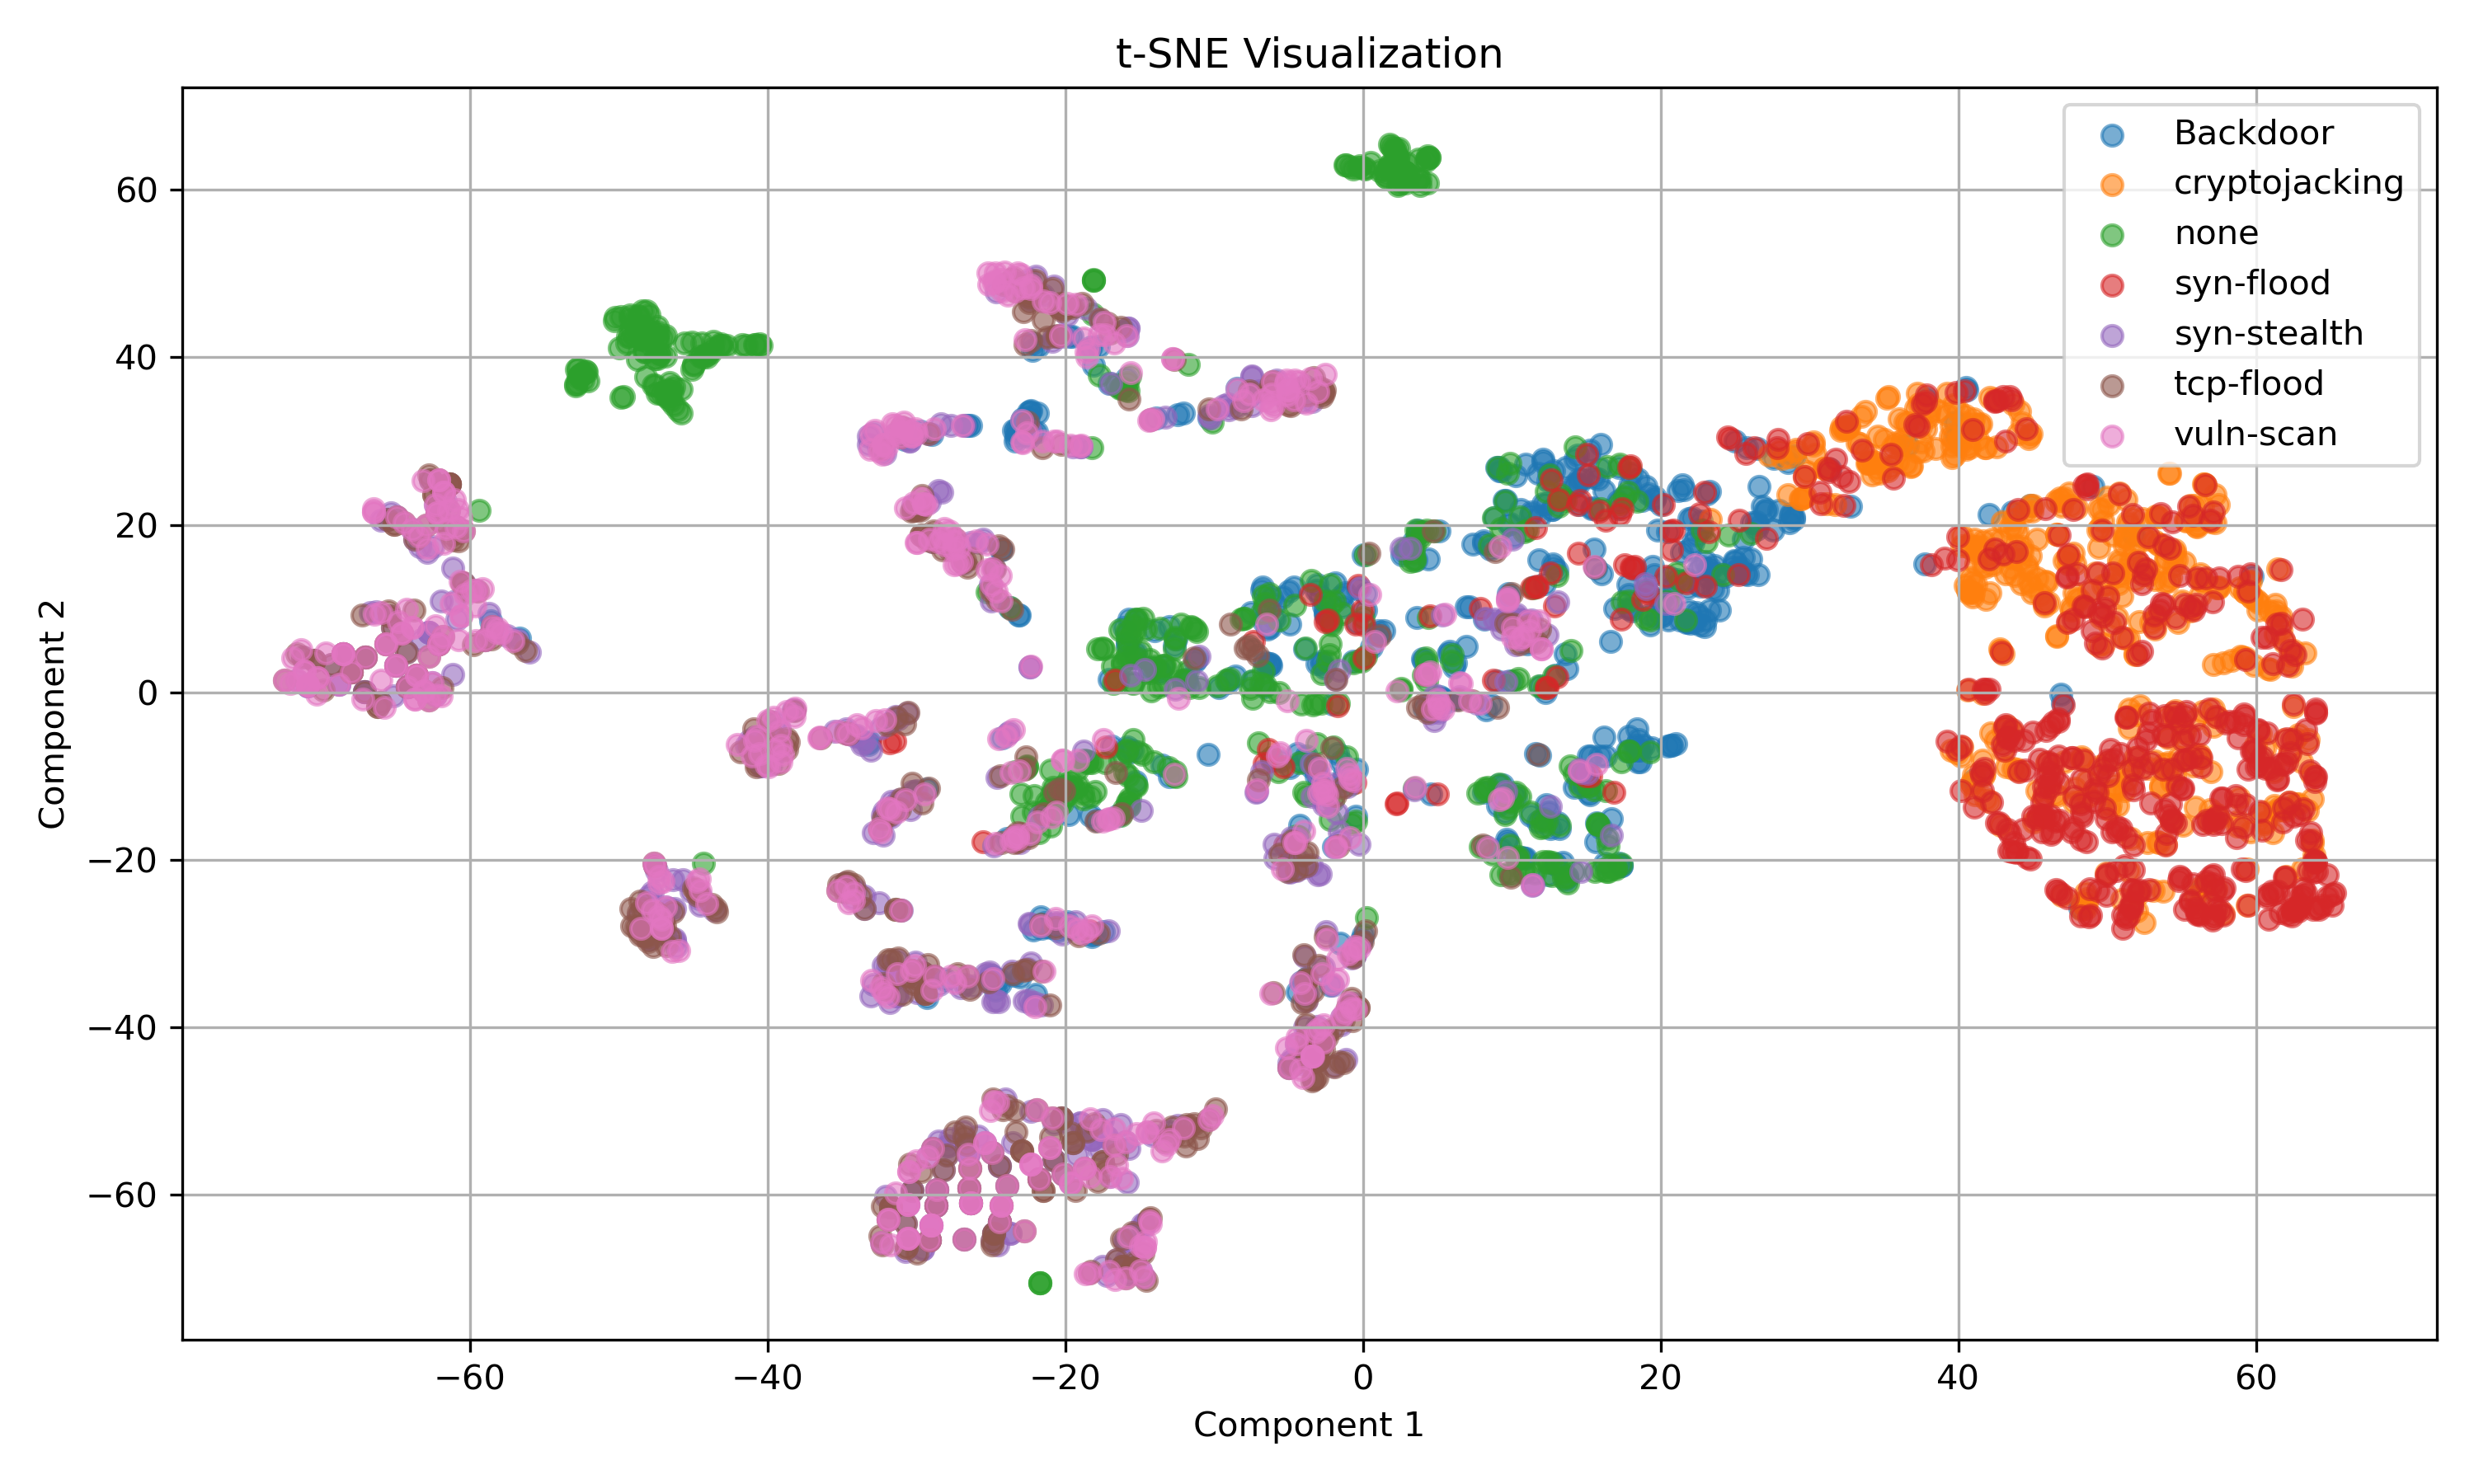 t-SNE Visualization
Backdoor
cryptojacking
none
syn-flood
syn-stealth
tcp-flood
vuln-scan
60
40
20
0
−20
−40
−60
Component 2
−60
−40
−20
0
20
40
60
Component 1